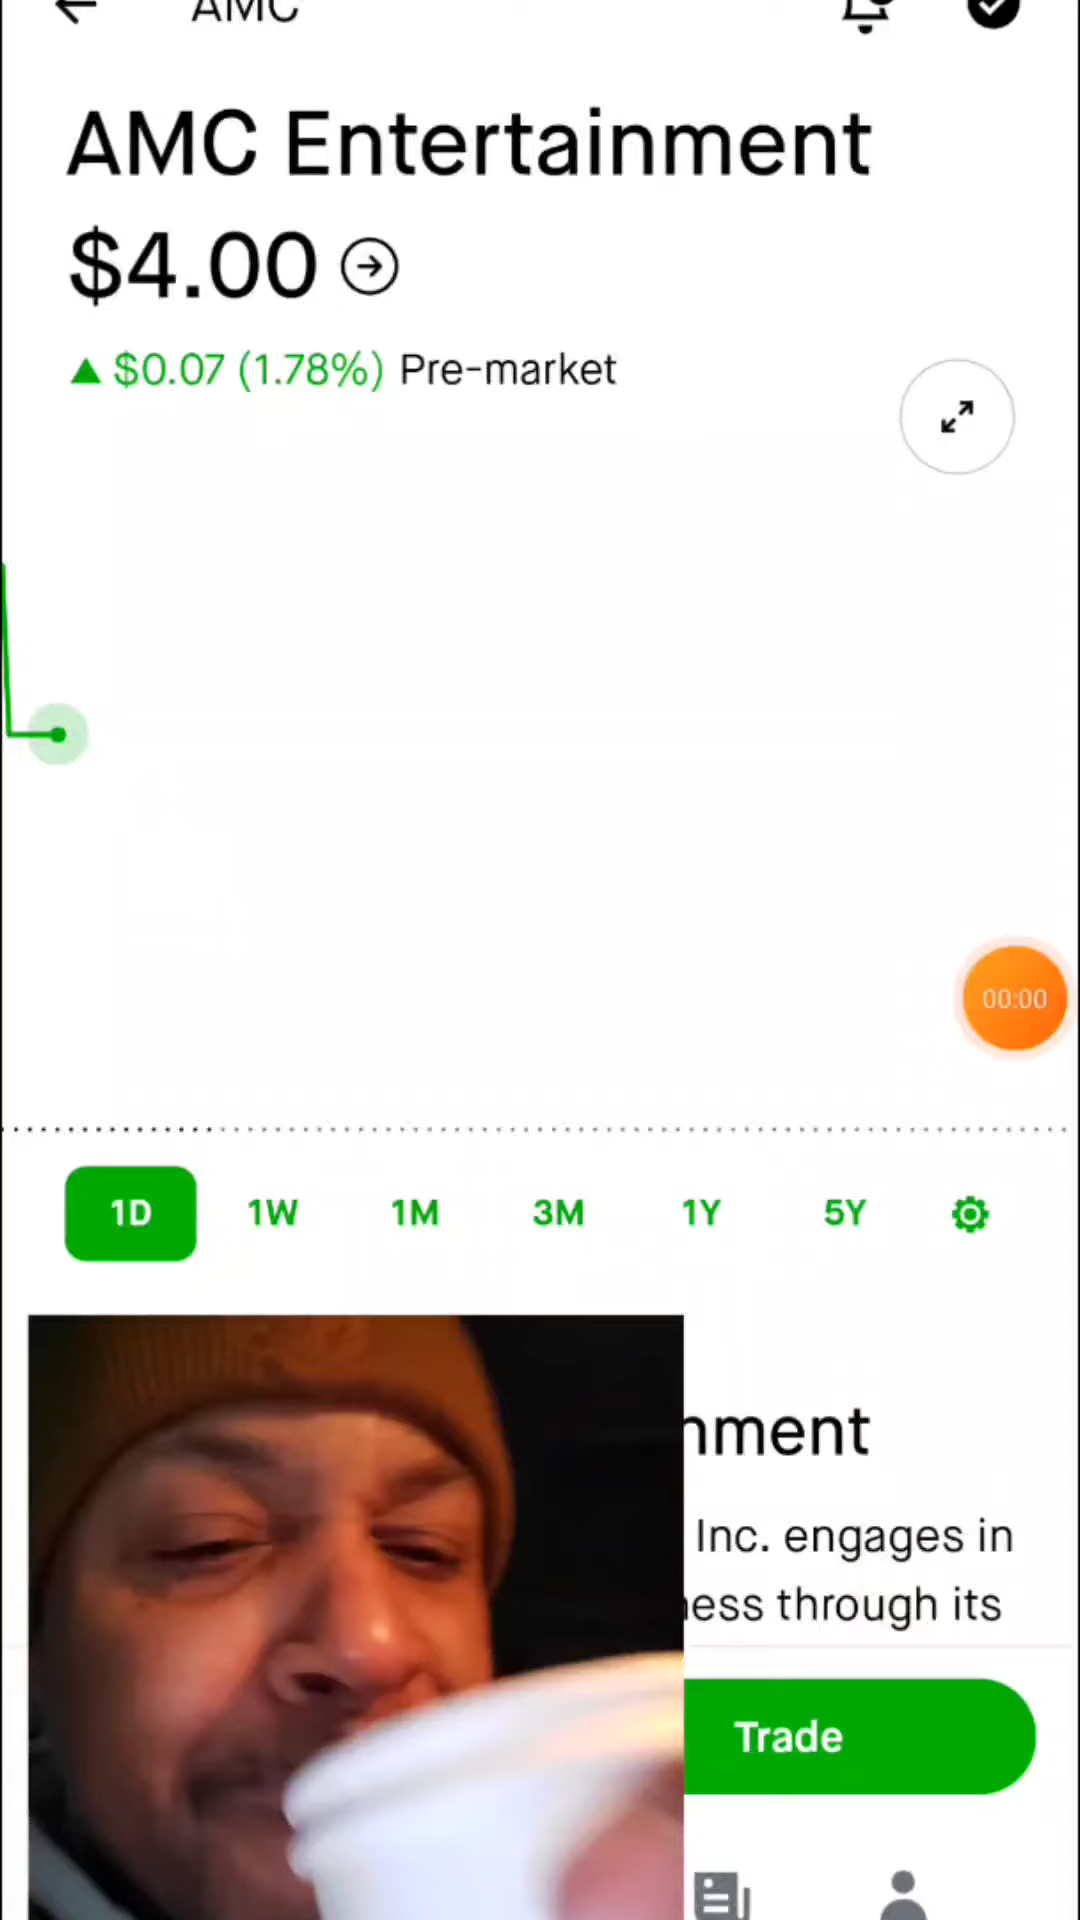 AMC
AMC Entertainment
$4.00
$0.07 (1.78%) Pre-market
00:00
1D 1W 1M 3M 1Y 5Y
nment
Inc. engages in
ness through its
Trade